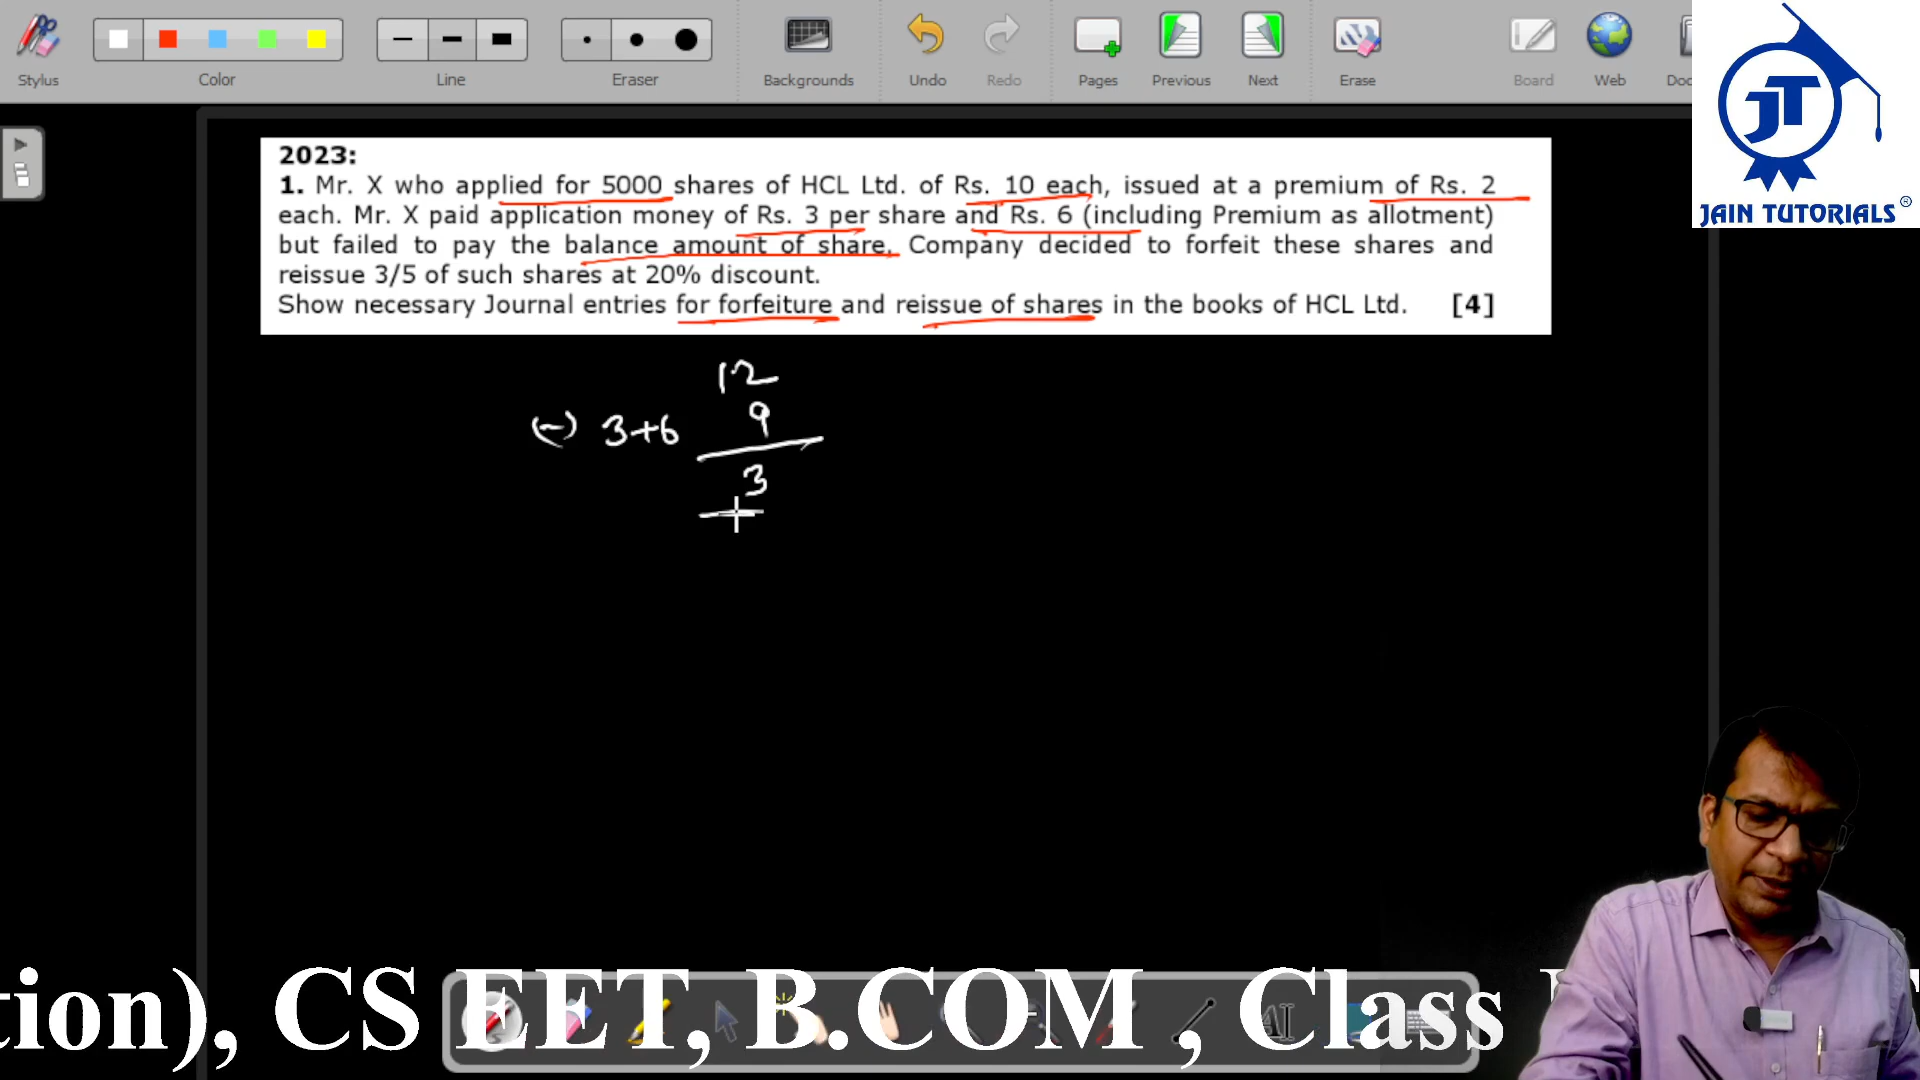 Stylus Color Line Eraser Backgrounds Undo Redo Pages Previous Next Erase Board Web
JT
JAIN TUTORIALS®
2023:
1. Mr. X who applied for 5000 shares of HCL Ltd. of Rs. 10 each, issued at a premium of Rs. 2
each. Mr. X paid application money of Rs. 3 per share and Rs. 6 (including Premium as allotment)
but failed to pay the balance amount of share. Company decided to forfeit these shares and
reissue 3/5 of such shares at 20% discount.
Show necessary Journal entries for forfeiture and reissue of shares in the books of HCL Ltd. [4]
12
(-) 3+6 9
3
tion), CS EET, B.COM , Class